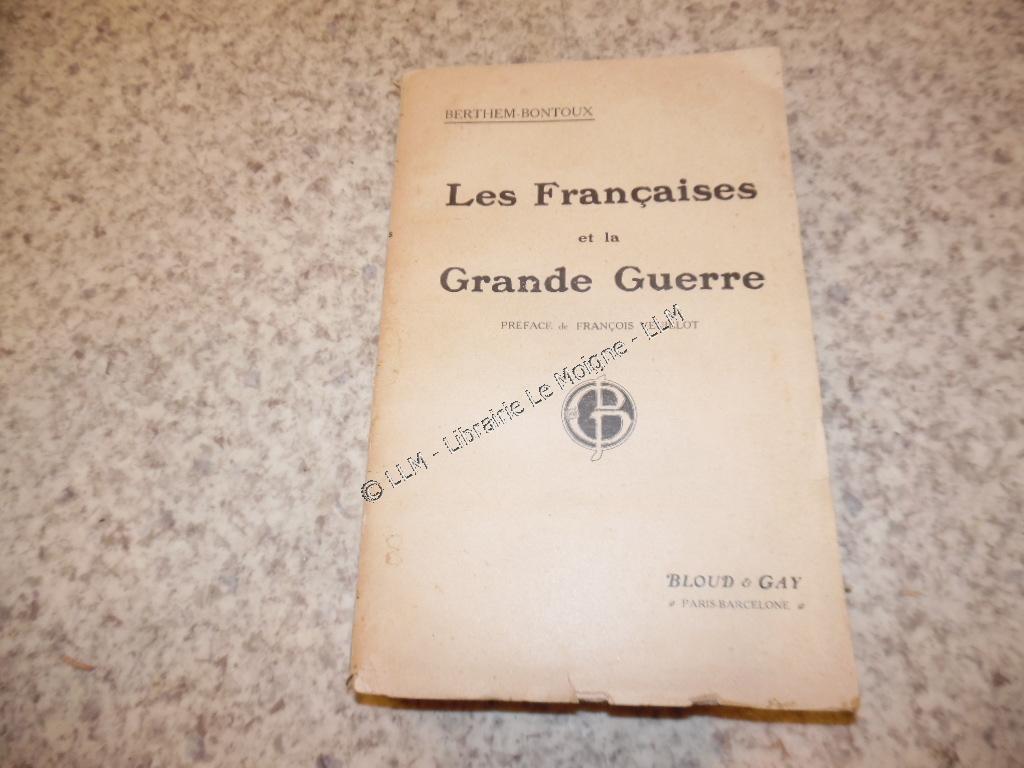 BERTHEM-BONTOUX
Les Françaises
et la
Grande Guerre
PRÉFACE de FRANÇOIS
© LLM - Librairie Le Moigne - LLM
BG
BLOUD & GAY
PARIS-BARCELONE